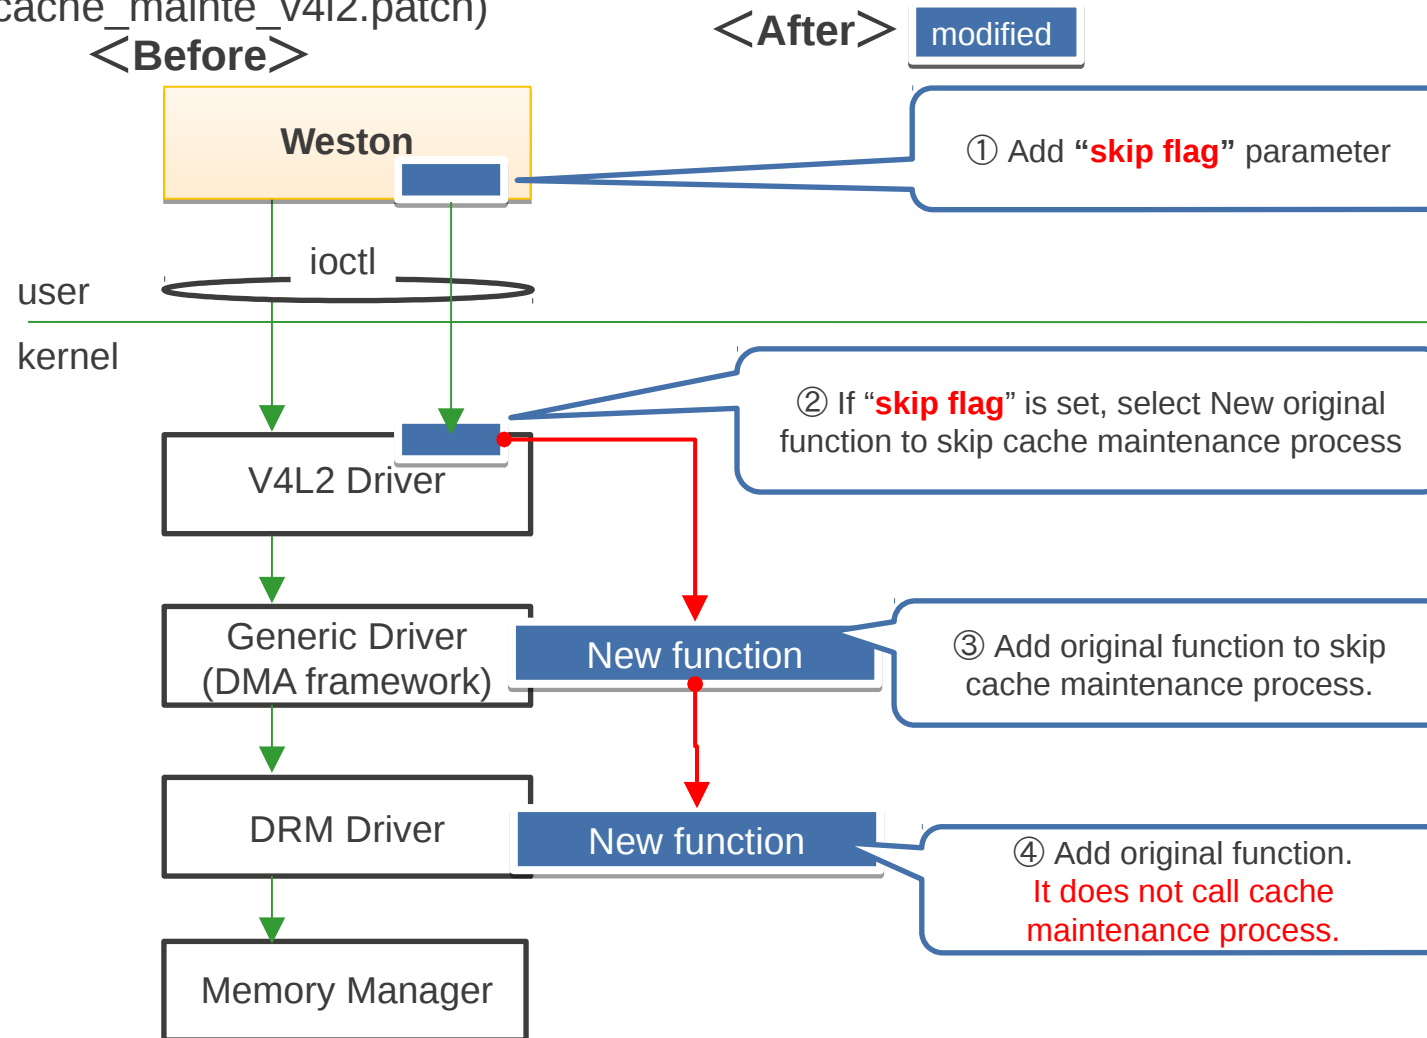 cache_mainte_v4l2.patch)
＜Before＞
＜After＞
modified
Weston
① Add “skip flag” parameter
ioctl
user
kernel
② If “skip flag” is set, select New original
function to skip cache maintenance process
V4L2 Driver
Generic Driver
(DMA framework)
New function
③ Add original function to skip
cache maintenance process.
DRM Driver
New function
④ Add original function.
It does not call cache
maintenance process.
Memory Manager